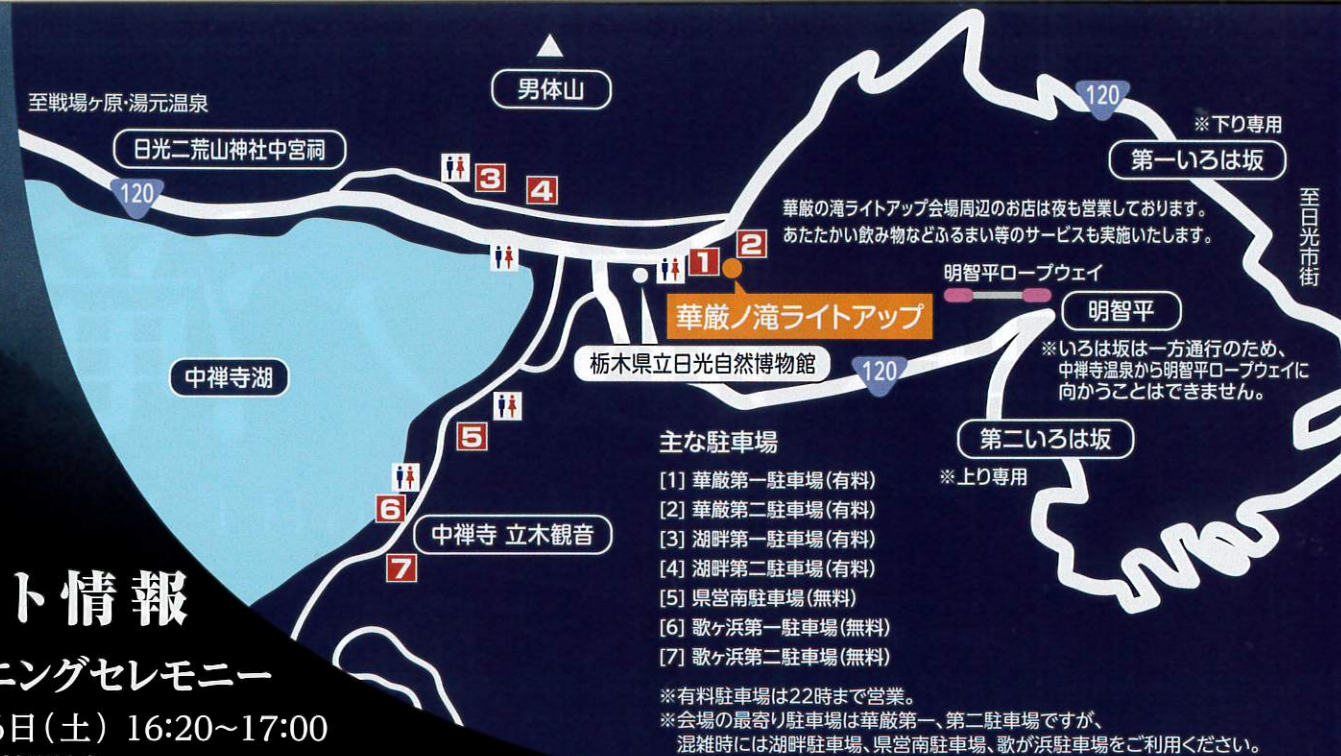 男体山
至戦場ヶ原・湯元温泉
日光二荒山神社中宮祠
120
120
※下り専用
第一いろは坂
至日光市街
3
4
華厳の滝ライトアップ会場周辺のお店は夜も営業しております。
あたたかい飲み物などふるまい等のサービスも実施いたします。
1
2
明智平ロープウェイ
明智平
華厳ノ滝ライトアップ
栃木県立日光自然博物館
120
※いろは坂は一方通行のため、
中禅寺温泉から明智平ロープウェイに
向かうことはできません。
中禅寺湖
5
6
7
中禅寺 立木観音
第二いろは坂
※上り専用
主な駐車場
[1] 華厳第一駐車場(有料)
[2] 華厳第二駐車場(有料)
[3] 湖畔第一駐車場(有料)
[4] 湖畔第二駐車場(有料)
[5] 県営南駐車場(無料)
[6] 歌ヶ浜第一駐車場(無料)
[7] 歌ヶ浜第二駐車場(無料)
※有料駐車場は22時まで営業。
※会場の最寄り駐車場は華厳第一、第二駐車場ですが、
混雑時には湖畔駐車場、県営南駐車場、歌が浜駐車場をご利用ください。
ト情報
ニングセレモニー
日(土) 16:20~17:00